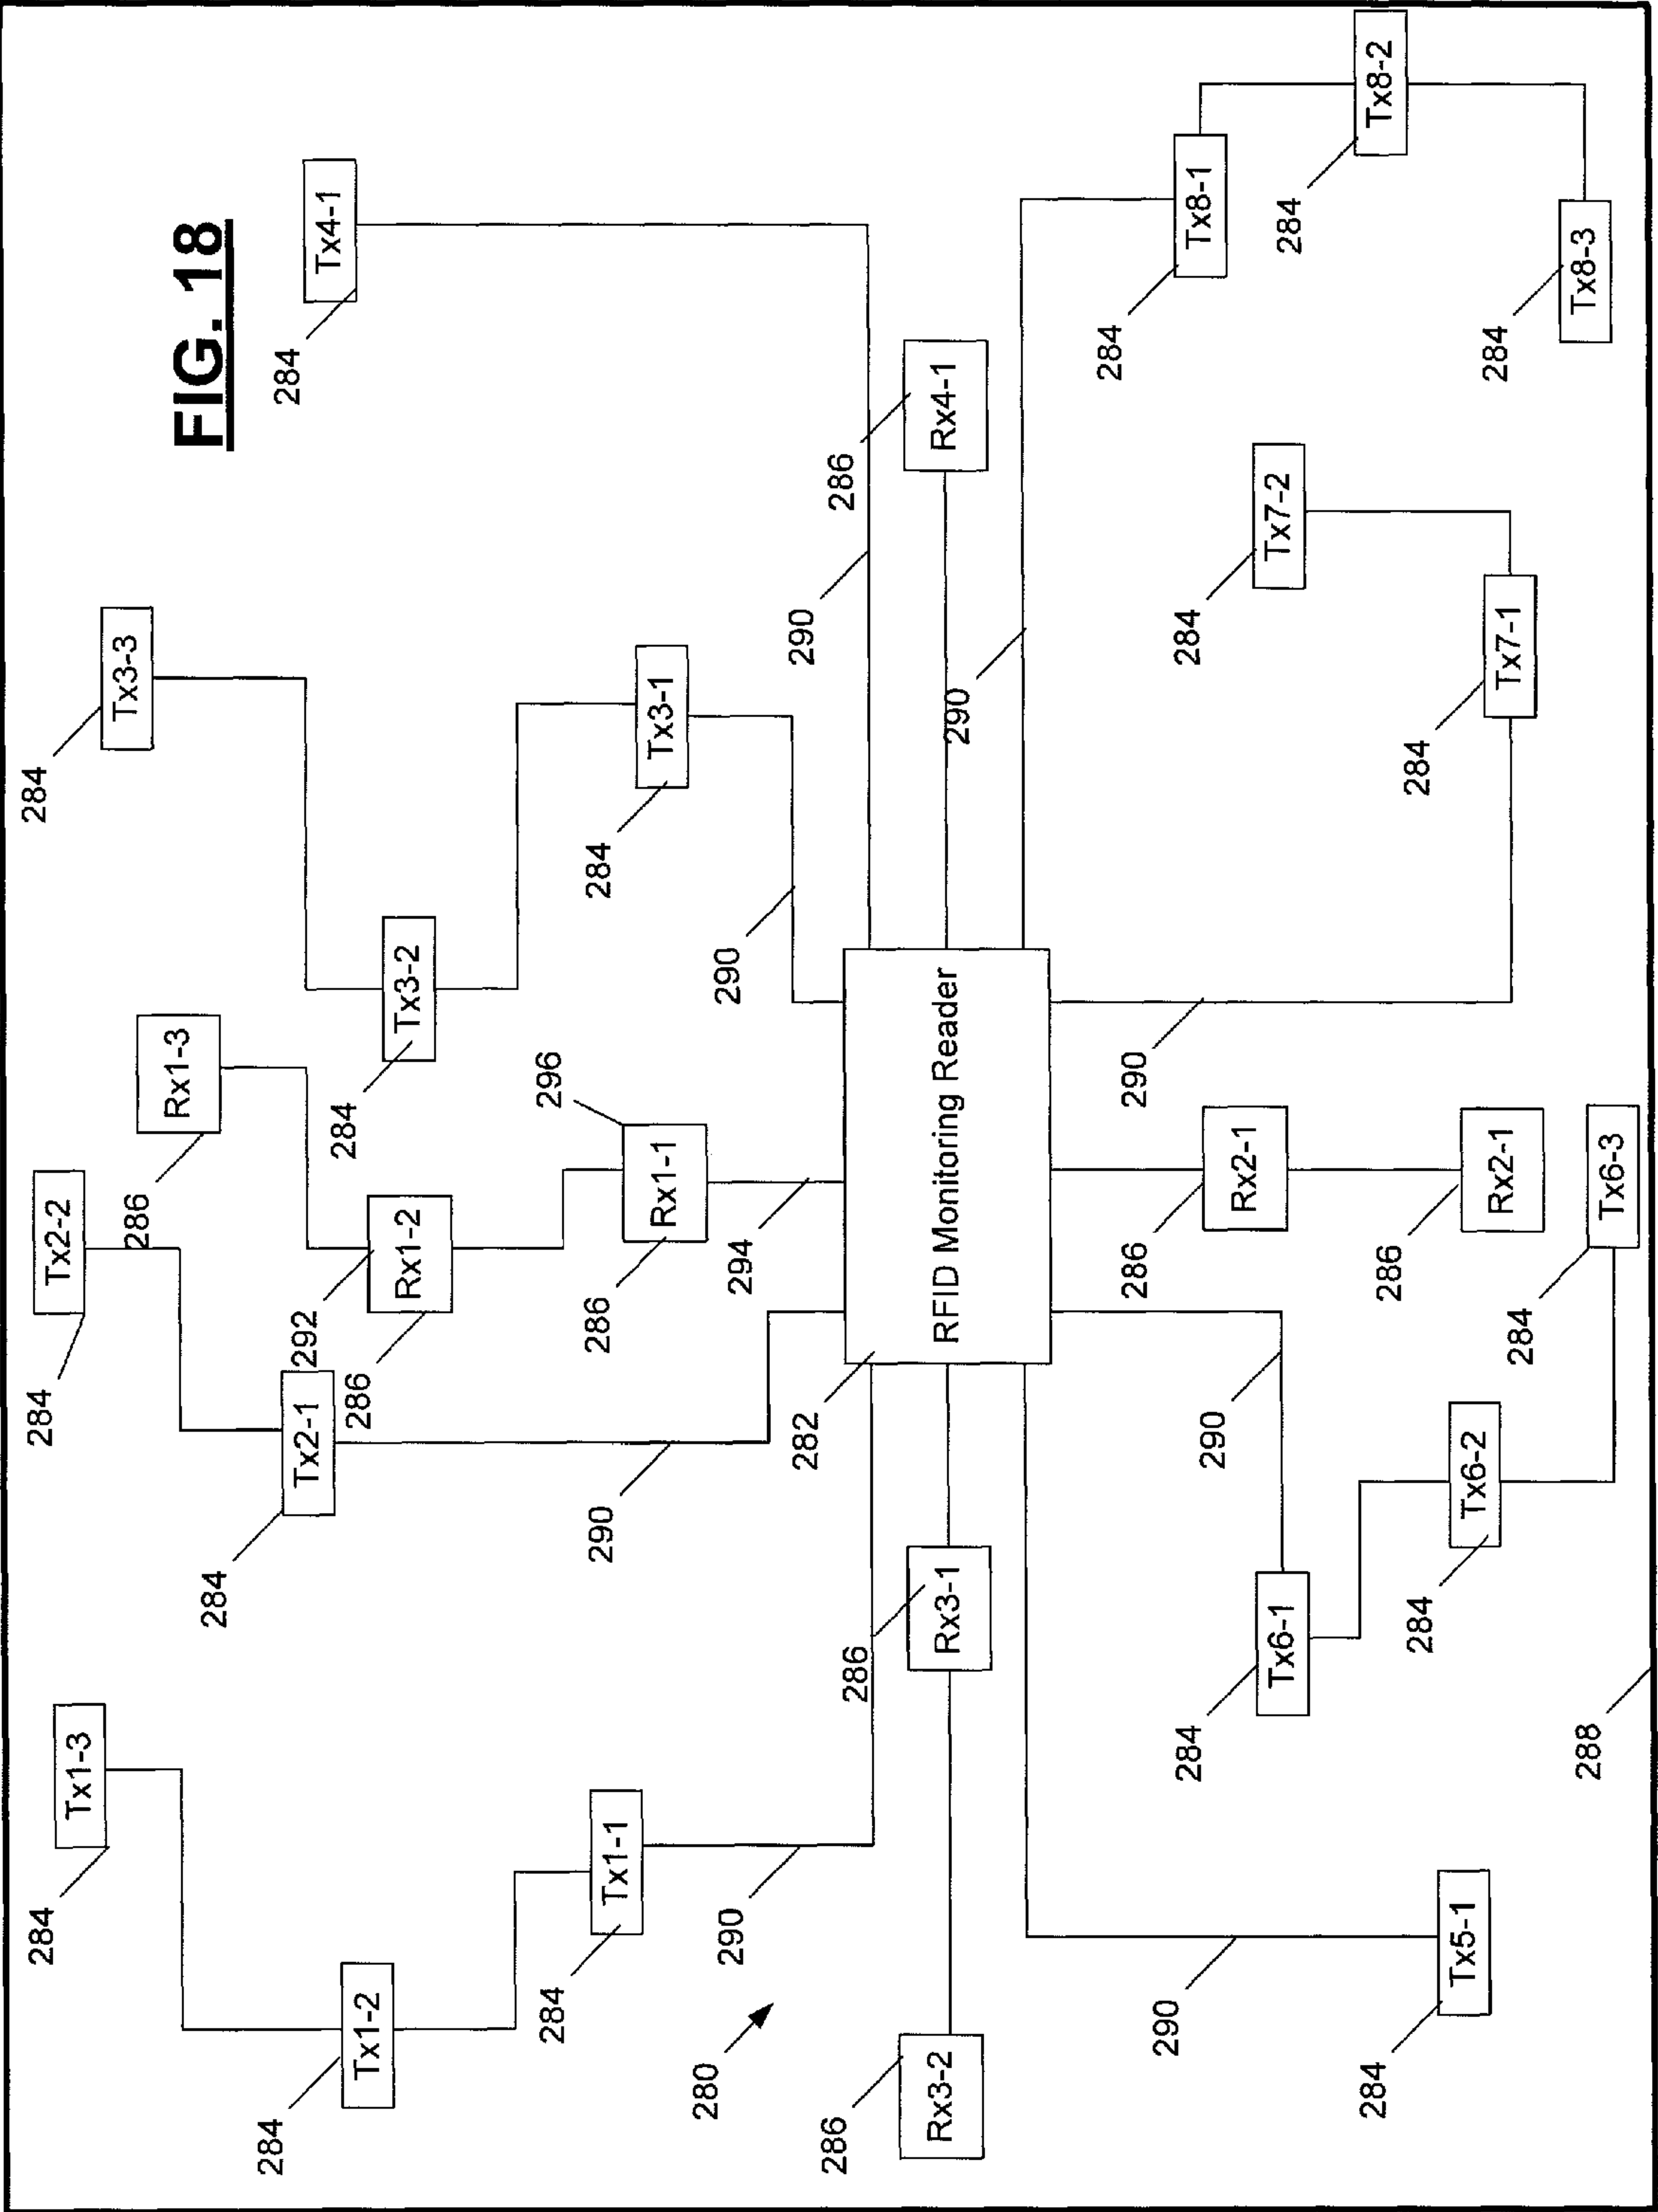 FIG. 18
284
Tx1-3
284
Tx2-2
284
Tx3-3
286
Rx1-3
284
Tx4-1
284
Tx1-2
284
Tx2-1
292
286
Rx1-2
284
Tx3-2
284
Tx1-1
286
Rx1-1
296
284
Tx3-1
290
290
294
290
290
280
282
286
286
Rx3-2
286
Rx3-1
RFID Monitoring Reader
Rx4-1
290
290
290
286
Rx2-1
290
284
Tx8-1
284
Tx6-1
284
Tx7-2
284
Tx8-2
284
Tx5-1
284
Tx6-2
286
Rx2-1
284
Tx7-1
284
Tx8-3
284
Tx6-3
288